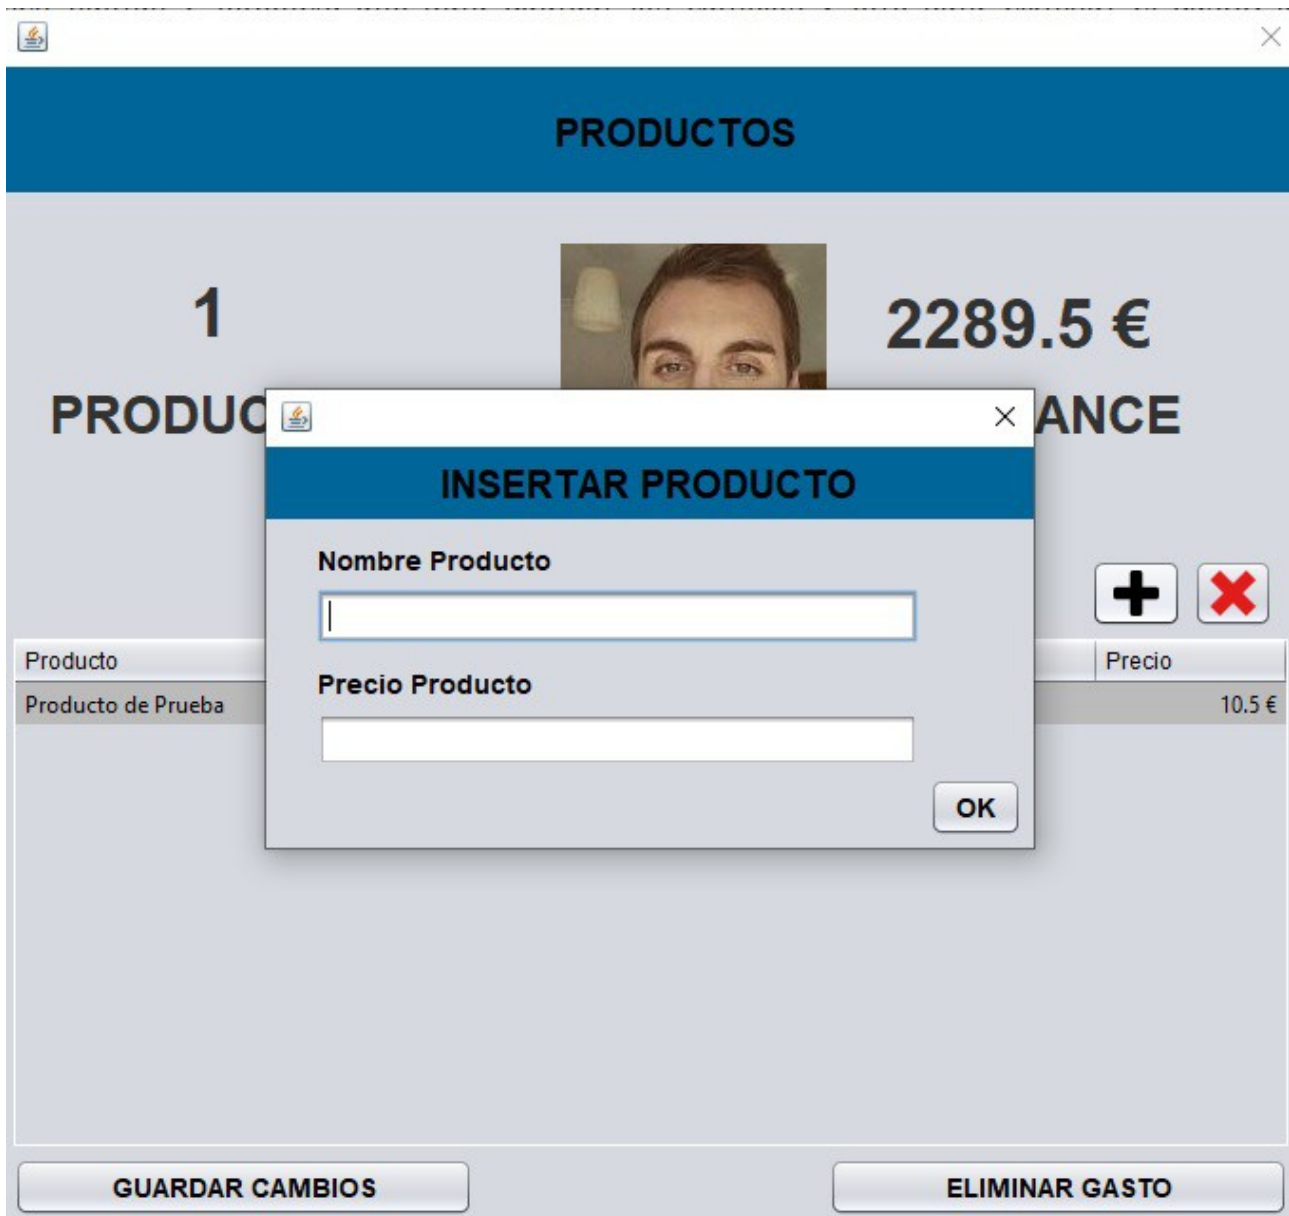 PRODUCTOS
1
2289.5 €
PRODUC
ANCE
INSERTAR PRODUCTO
Nombre Producto
Precio Producto
OK
Producto
Precio
Producto de Prueba
10.5 €
GUARDAR CAMBIOS
ELIMINAR GASTO